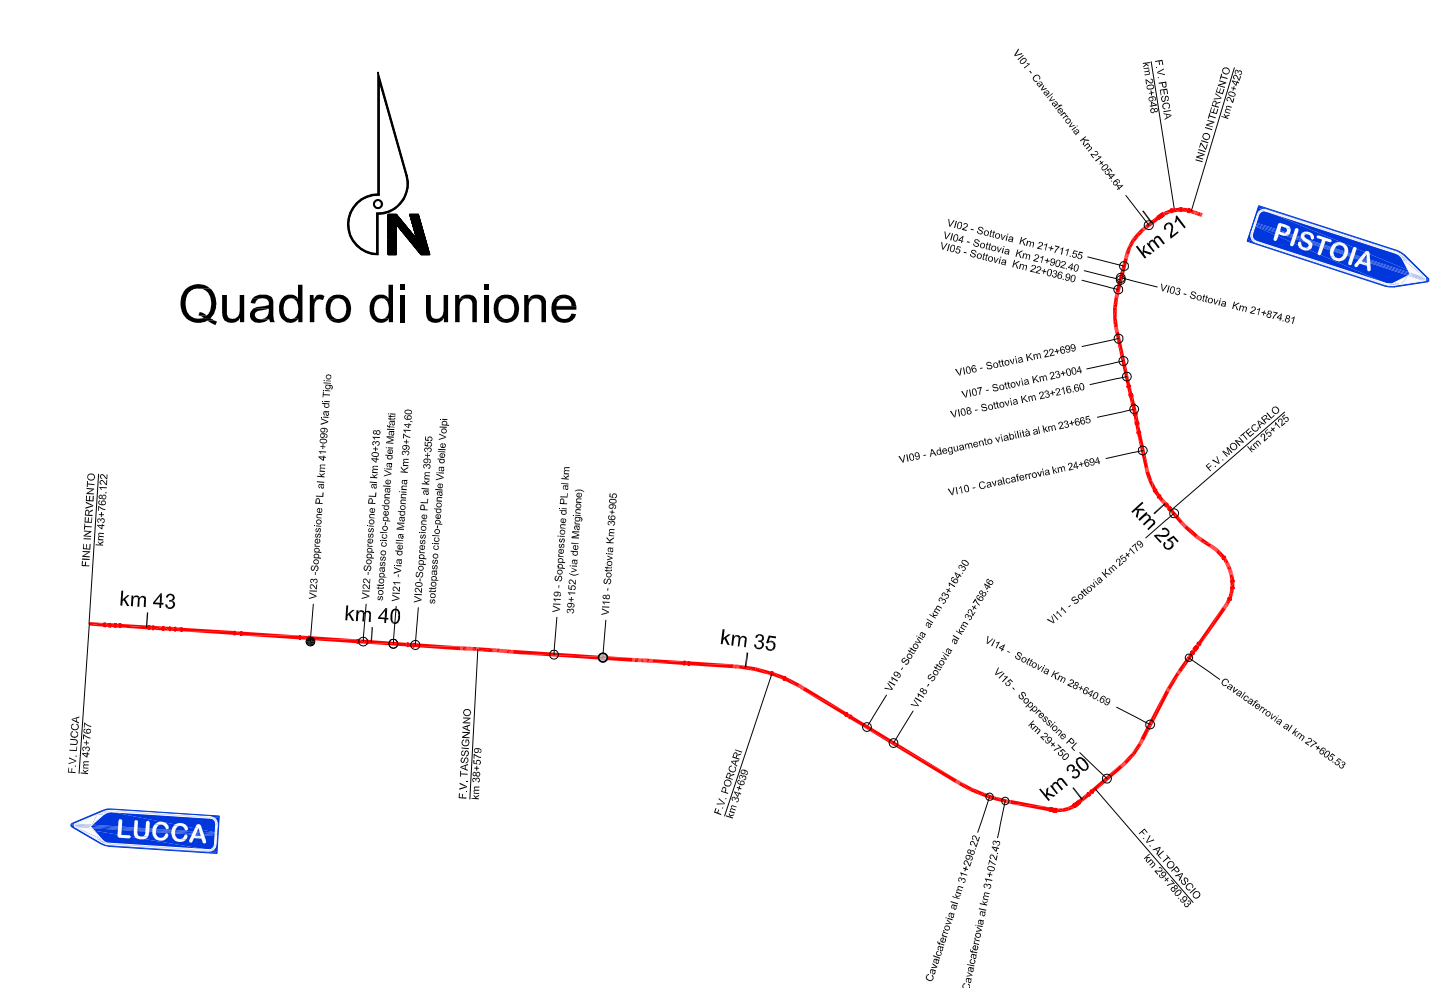 N
Quadro di unione
PISTOIA
LUCCA
INIZIO INTERVENTO
km 20+423
F.V. PESCIA
km 20+648
VI01 - Cavalvaferrovia Km 21+054.64
km 21
VI02 - Sottovia Km 21+711.55
VI04 - Sottovia Km 21+902.40
VI05 - Sottovia Km 22+036.90
VI03 - Sottovia Km 21+874.81
VI06 - Sottovia Km 22+699
VI07 - Sottovia Km 23+004
VI08 - Sottovia Km 23+216.60
VI09 - Adeguamento viabilità al km 23+665
VI10 - Cavalcaferrovia km 24+694
F.V. MONTECARLO
km 25+125
km 25
VI11 - Sottovia Km 25+179
Cavalcaferrovia al km 27+605.53
VI14 - Sottovia Km 28+640.69
VI15 - Soppressione PL
km 29+750
km 30
F.V. ALTOPASCIO
km 29+780.93
Cavalcaferrovia al km 31+072.43
Cavalcaferrovia al km 31+298.22
VI18 - Sottovia al km 32+768.46
VI19 - Sottovia al km 33+164.30
F.V. PORCARI
km 34+639
km 35
VI18 - Sottovia Km 36+905
VI19 - Soppressione di PL al km
39+152 (via del Marginone)
F.V. TASSIGNANO
km 38+579
VI20-Soppressione PL al km 39+355
sottopasso ciclo-pedonale Via delle Volpi
VI21 -Via della Madonnina Km 39+714,60
km 40
VI22 -Soppressione PL al km 40+318
sottopasso ciclo-pedonale Via dei Malfatti
VI23 -Soppressione PL al km 41+099 Via di Tiglio
km 43
FINE INTERVENTO
km 43+768.122
F.V. LUCCA
km 43+767